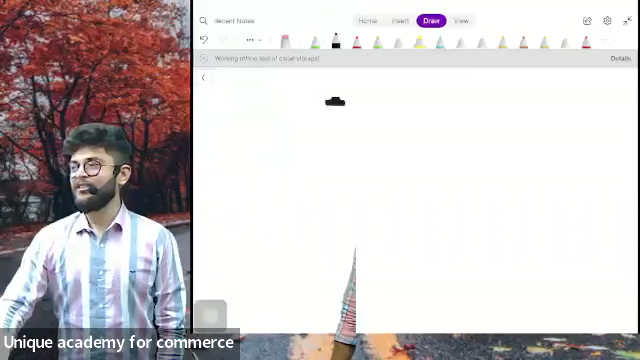 Recent Notes
Home Insert Draw View
Working offline (out of cloud storage)
Details
Unique academy for commerce